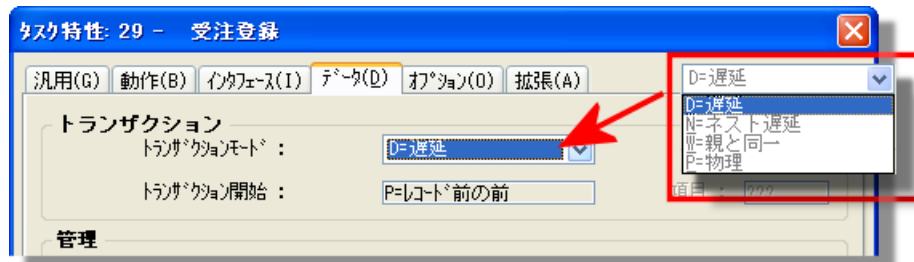 ﾀｽｸ特性: 29 - 受注登録
汎用(G) 動作(B) ｲﾝﾀﾌｪｰｽ(I) ﾃﾞｰﾀ(D) ｵﾌﾟｼｮﾝ(O) 拡張(A)
D=遅延
D=遅延
N=ネスト遅延
W=親と同一
P=物理
トランザクション
ﾄﾗﾝｻﾞｸｼｮﾝﾓｰﾄﾞ : D=遅延
ﾄﾗﾝｻﾞｸｼｮﾝ開始 : P=ﾚｺｰﾄﾞ前の前 項目 : ???
管理